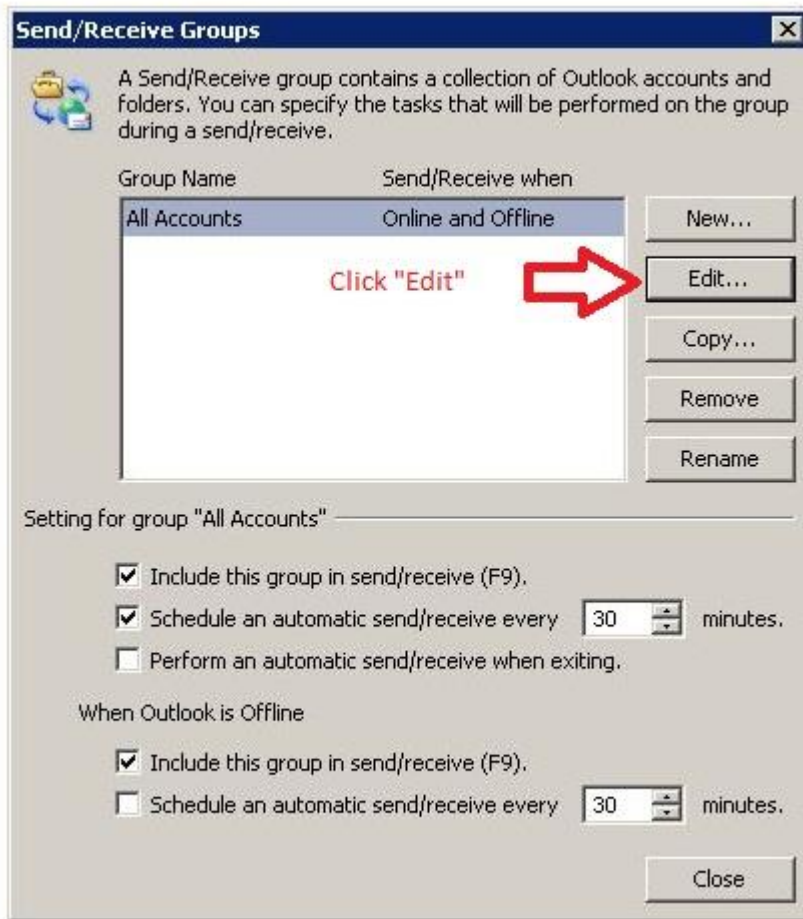 Send/Receive Groups
A Send/Receive group contains a collection of Outlook accounts and
folders. You can specify the tasks that will be performed on the group
during a send/receive.
Group Name Send/Receive when
All Accounts Online and Offline New...
Click "Edit" Edit...
Copy...
Remove
Rename
Setting for group "All Accounts"
Include this group in send/receive (F9).
Schedule an automatic send/receive every 30 minutes.
Perform an automatic send/receive when exiting.
When Outlook is Offline
Include this group in send/receive (F9).
Schedule an automatic send/receive every 30 minutes.
Close